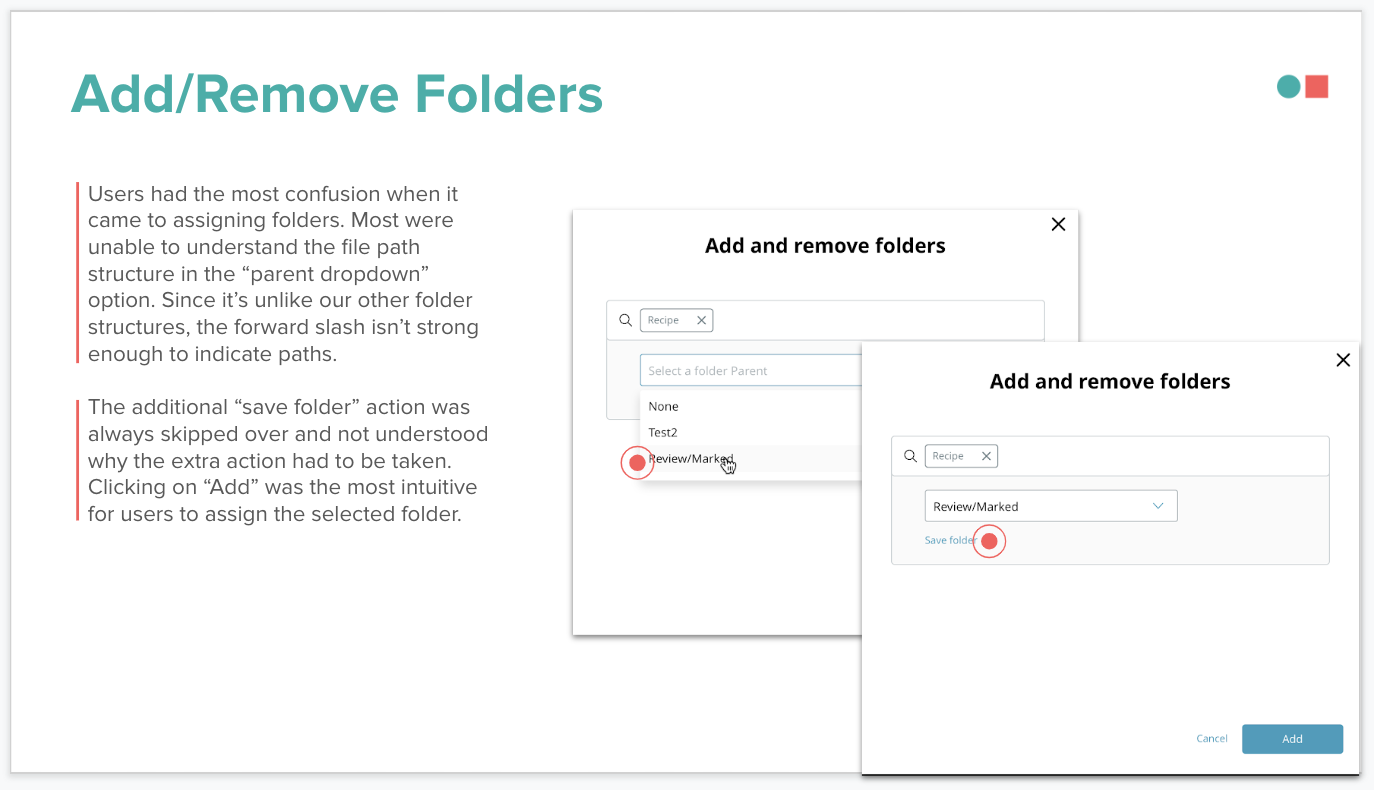 Add/Remove Folders
Users had the most confusion when it
came to assigning folders. Most were
unable to understand the file path
structure in the “parent dropdown”
option. Since it’s unlike our other folder
structures, the forward slash isn’t strong
enough to indicate paths.
The additional “save folder” action was
always skipped over and not understood
why the extra action had to be taken.
Clicking on “Add” was the most intuitive
for users to assign the selected folder.
Add and remove folders
Recipe
Select a folder Parent
None
Test2
Review/Marked
Add and remove folders
Recipe
Review/Marked
Save folder
Cancel
Add